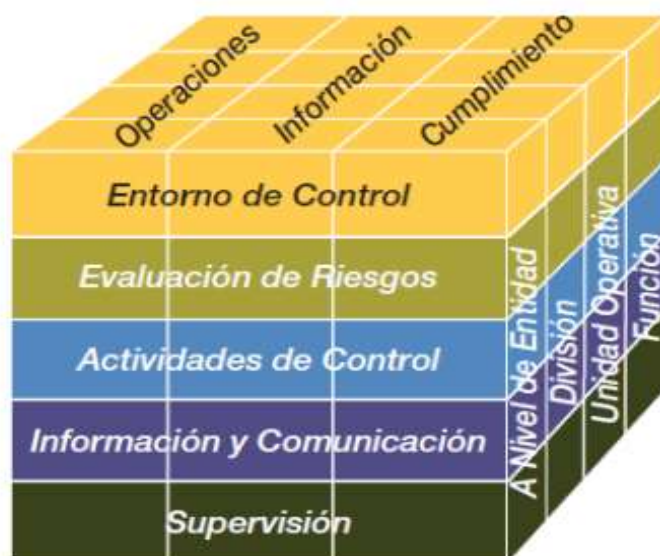 Operaciones
Información
Cumplimiento
Entorno de Control
Evaluación de Riesgos
Actividades de Control
Información y Comunicación
Supervisión
A Nivel de Entidad
División
Unidad Operativa
Función